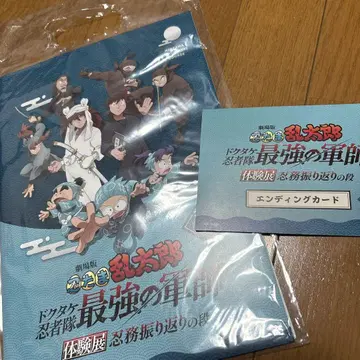 劇場版
忍たま乱太郎
ドクタケ
忍者隊
最強の軍師
体験展 忍務振り返りの段
劇場版
忍たま乱太郎
ドクタケ
忍者隊
最強の軍師
体験展 忍務振り返りの段
エンディングカード